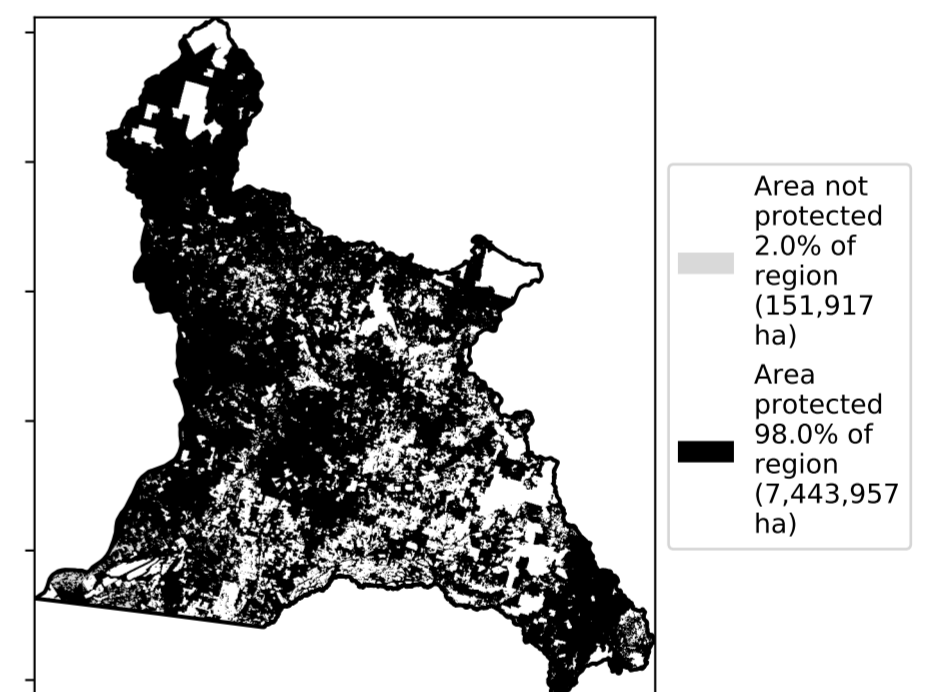 Area not
protected
2.0% of
region
(151,917
ha)
Area
protected
98.0% of
region
(7,443,957
ha)